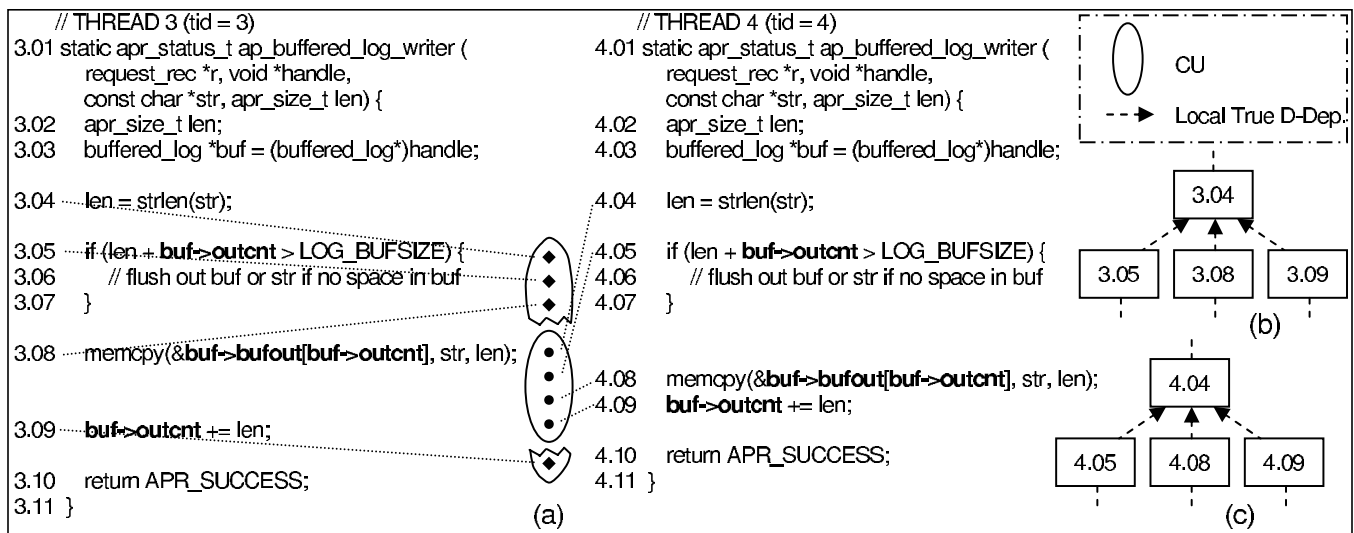 // THREAD 3 (tid = 3)
3.01 static apr_status_t ap_buffered_log_writer (
request_rec *r, void *handle,
const char *str, apr_size_t len) {
3.02 apr_size_t len;
3.03 buffered_log *buf = (buffered_log*)handle;
3.04 len = strlen(str);
3.05 if (len + buf->outcnt > LOG_BUFSIZE) {
3.06 // flush out buf or str if no space in buf
3.07 }
3.08 memcpy(&buf->bufout[buf->outcnt], str, len);
3.09 buf->outcnt += len;
3.10 return APR_SUCCESS;
3.11 }
(a)
// THREAD 4 (tid = 4)
4.01 static apr_status_t ap_buffered_log_writer (
request_rec *r, void *handle,
const char *str, apr_size_t len) {
4.02 apr_size_t len;
4.03 buffered_log *buf = (buffered_log*)handle;
4.04 len = strlen(str);
4.05 if (len + buf->outcnt > LOG_BUFSIZE) {
4.06 // flush out buf or str if no space in buf
4.07 }
4.08 memcpy(&buf->bufout[buf->outcnt], str, len);
4.09 buf->outcnt += len;
4.10 return APR_SUCCESS;
4.11 }
CU
Local True D-Dep.
3.04
3.05 3.08 3.09
(b)
4.04
4.05 4.08 4.09
(c)